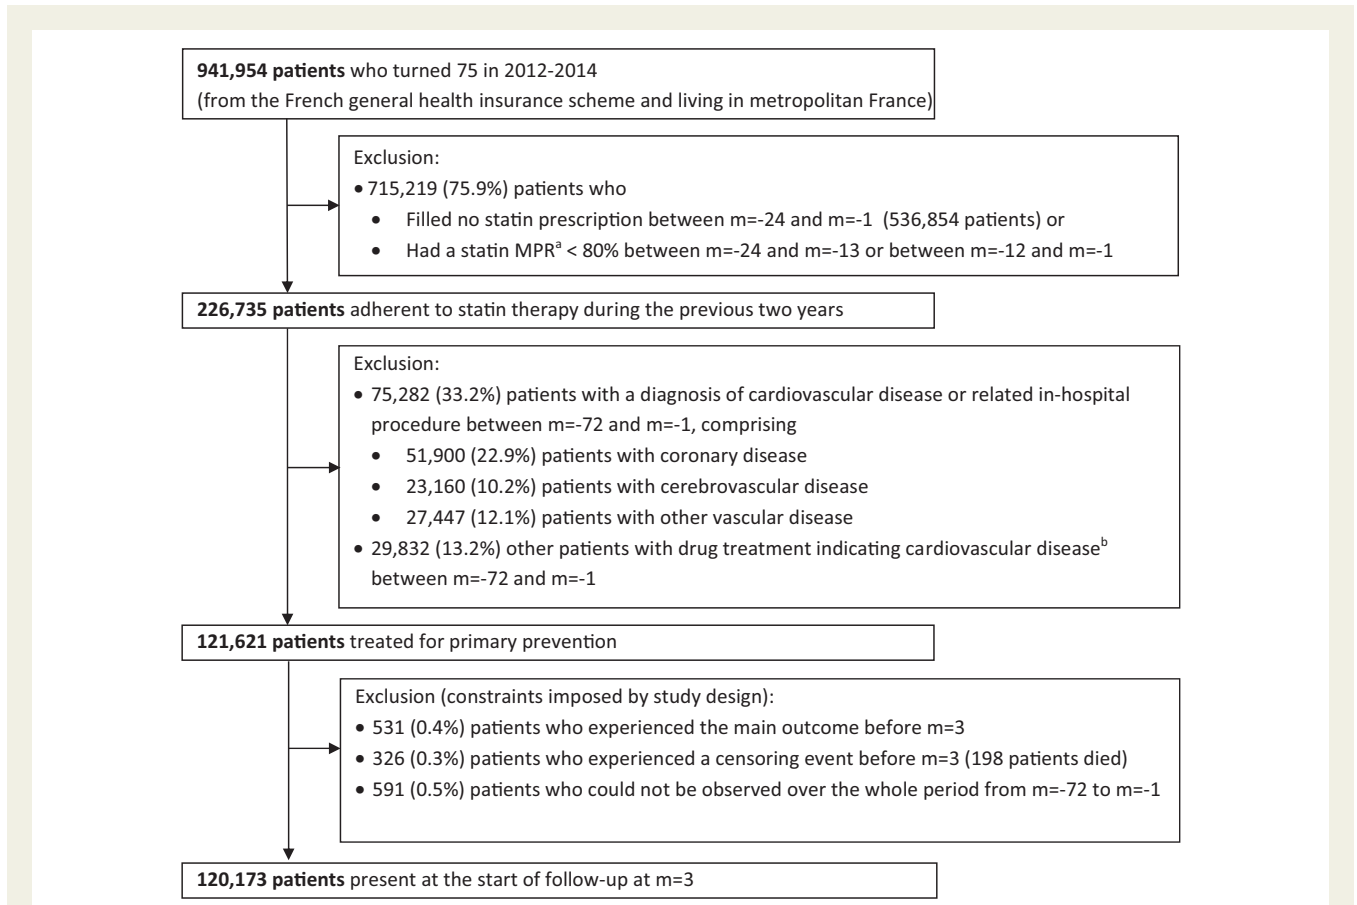 941,954 patients who turned 75 in 2012-2014
(from the French general health insurance scheme and living in metropolitan France)
Exclusion:
• 715,219 (75.9%) patients who
• Filled no statin prescription between m=-24 and m=-1 (536,854 patients) or
• Had a statin MPRᵃ < 80% between m=-24 and m=-13 or between m=-12 and m=-1
226,735 patients adherent to statin therapy during the previous two years
Exclusion:
• 75,282 (33.2%) patients with a diagnosis of cardiovascular disease or related in-hospital
procedure between m=-72 and m=-1, comprising
• 51,900 (22.9%) patients with coronary disease
• 23,160 (10.2%) patients with cerebrovascular disease
• 27,447 (12.1%) patients with other vascular disease
• 29,832 (13.2%) other patients with drug treatment indicating cardiovascular diseaseᵇ
between m=-72 and m=-1
121,621 patients treated for primary prevention
Exclusion (constraints imposed by study design):
• 531 (0.4%) patients who experienced the main outcome before m=3
• 326 (0.3%) patients who experienced a censoring event before m=3 (198 patients died)
• 591 (0.5%) patients who could not be observed over the whole period from m=-72 to m=-1
120,173 patients present at the start of follow-up at m=3